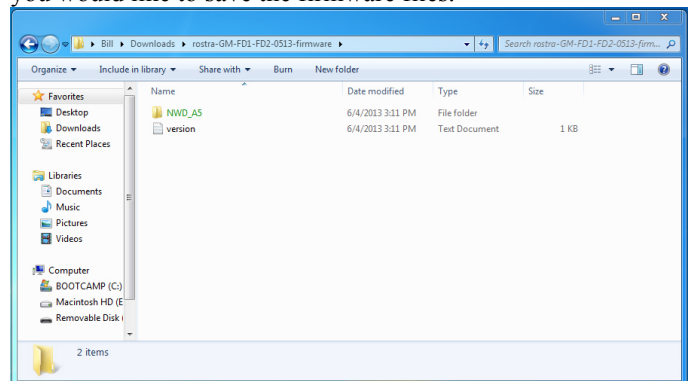 you would like to save the firmware files.
Bill ▸ Downloads ▸ rostra-GM-FD1-FD2-0513-firmware ▸
Search rostra-GM-FD1-FD2-0513-firm...
Organize Include in library Share with Burn New folder
Name Date modified Type Size
Favorites
Desktop
Downloads
Recent Places
Libraries
Documents
Music
Pictures
Videos
Computer
BOOTCAMP (C:)
Macintosh HD (E
Removable Disk (
NWD_A5 6/4/2013 3:11 PM File folder
version 6/4/2013 3:11 PM Text Document 1 KB
2 items